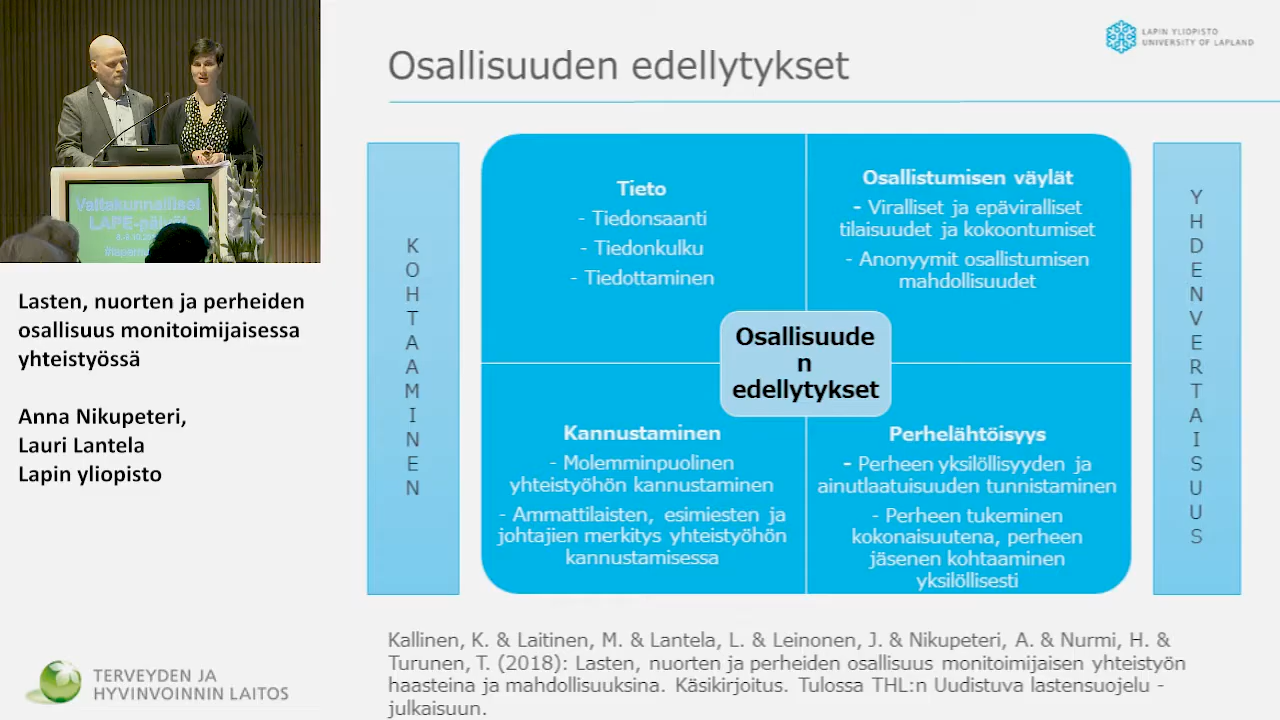 LAPIN YLIOPISTO
UNIVERSITY OF LAPLAND
Osallisuuden edellytykset
Valtakunnalliset
LAPE-päivät
Lasten, nuorten ja perheiden
osallisuus monitoimijaisessa
yhteistyössä
Anna Nikupeteri,
Lauri Lantela
Lapin yliopisto
TERVEYDEN JA
HYVINVOINNIN LAITOS
K
O
H
T
A
A
M
I
N
E
N
Tieto
- Tiedonsaanti
- Tiedonkulku
- Tiedottaminen
Osallistumisen väylät
- Viralliset ja epäviralliset
tilaisuudet ja kokoontumiset
- Anonyymit osallistumisen
mahdollisuudet
Osallisuude
n
edellytykset
Kannustaminen
- Molemminpuolinen
yhteistyöhön kannustaminen
- Ammattilaisten, esimiesten ja
johtajien merkitys yhteistyöhön
kannustamisessa
Perhelähtöisyys
- Perheen yksilöllisyyden ja
ainutlaatuisuuden tunnistaminen
- Perheen tukeminen
kokonaisuutena, perheen
jäsenen kohtaaminen
yksilöllisesti
Y
H
D
E
N
V
E
R
T
A
I
S
U
U
S
Kallinen, K. & Laitinen, M. & Lantela, L. & Leinonen, J. & Nikupeteri, A. & Nurmi, H. &
Turunen, T. (2018): Lasten, nuorten ja perheiden osallisuus monitoimijaisen yhteistyön
haasteina ja mahdollisuuksina. Käsikirjoitus. Tulossa THL:n Uudistuva lastensuojelu -
julkaisuun.